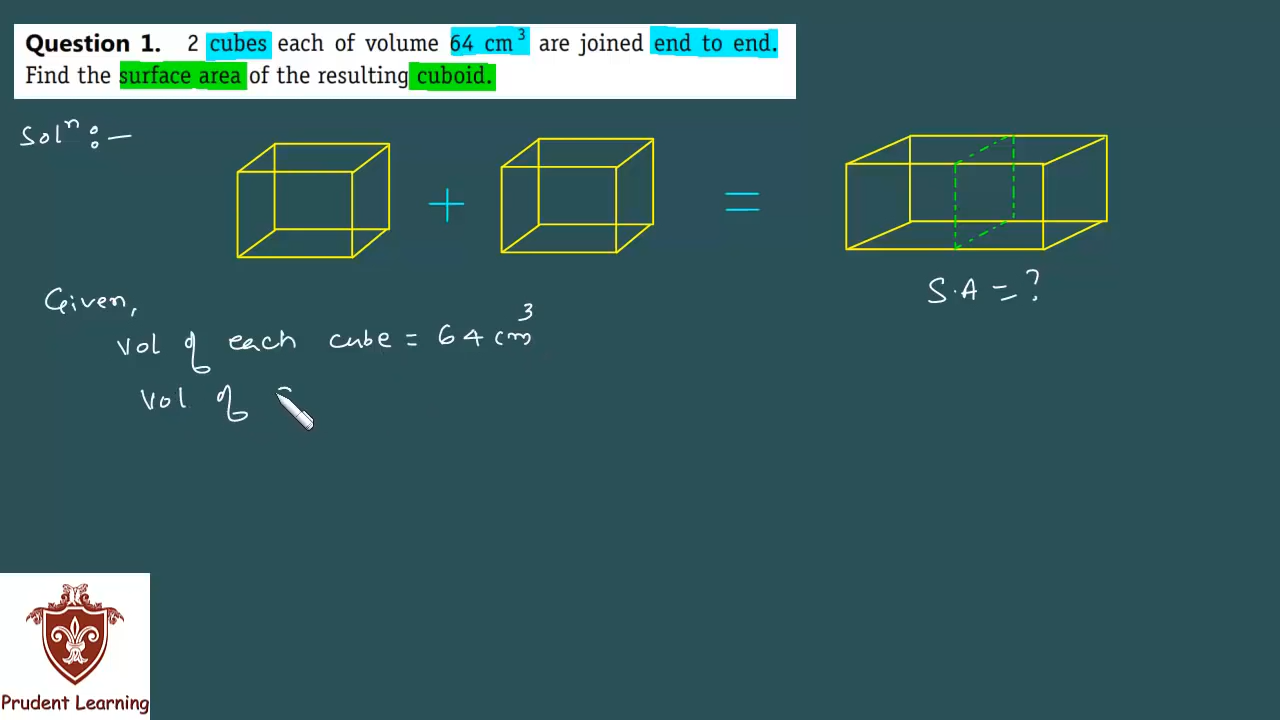 Question 1. 2 cubes each of volume 64 cm³ are joined end to end.
Find the surface area of the resulting cuboid.
Solⁿ :-
+
=
S.A = ?
Given,
Vol of each cube = 64 cm³
Vol of
Prudent Learning